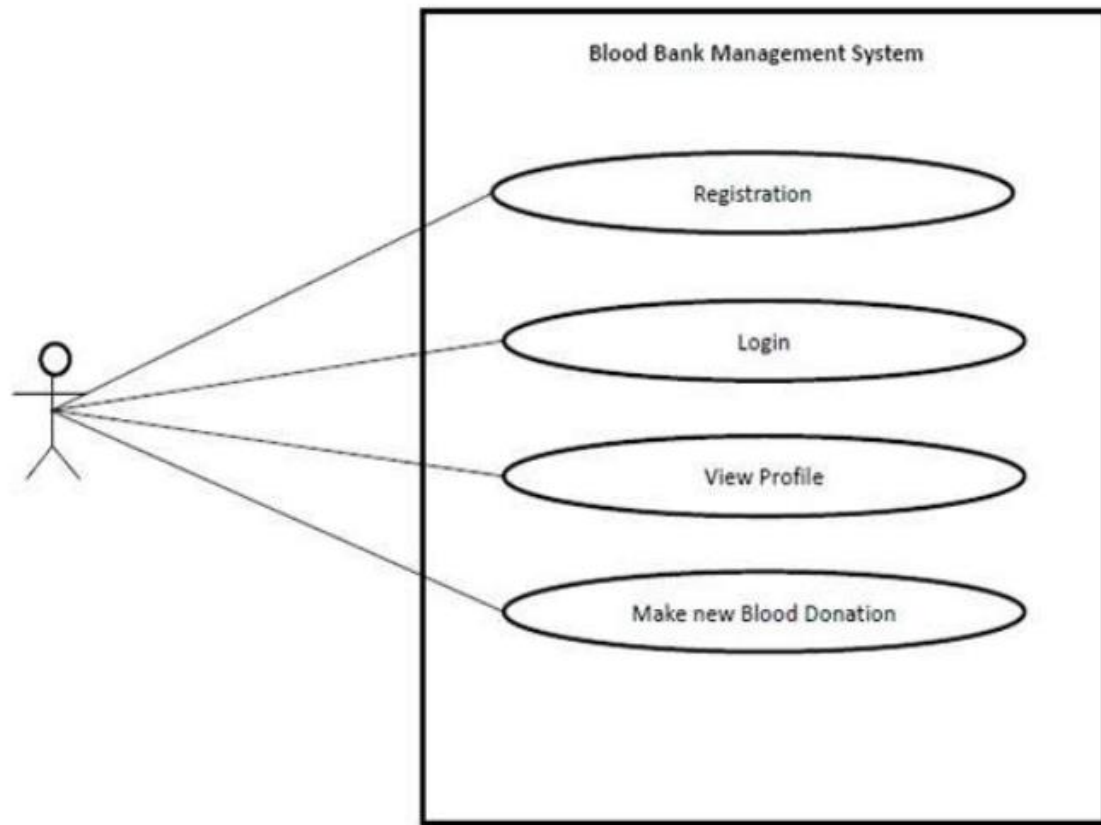 Blood Bank Management System
Registration
Login
View Profile
Make new Blood Donation